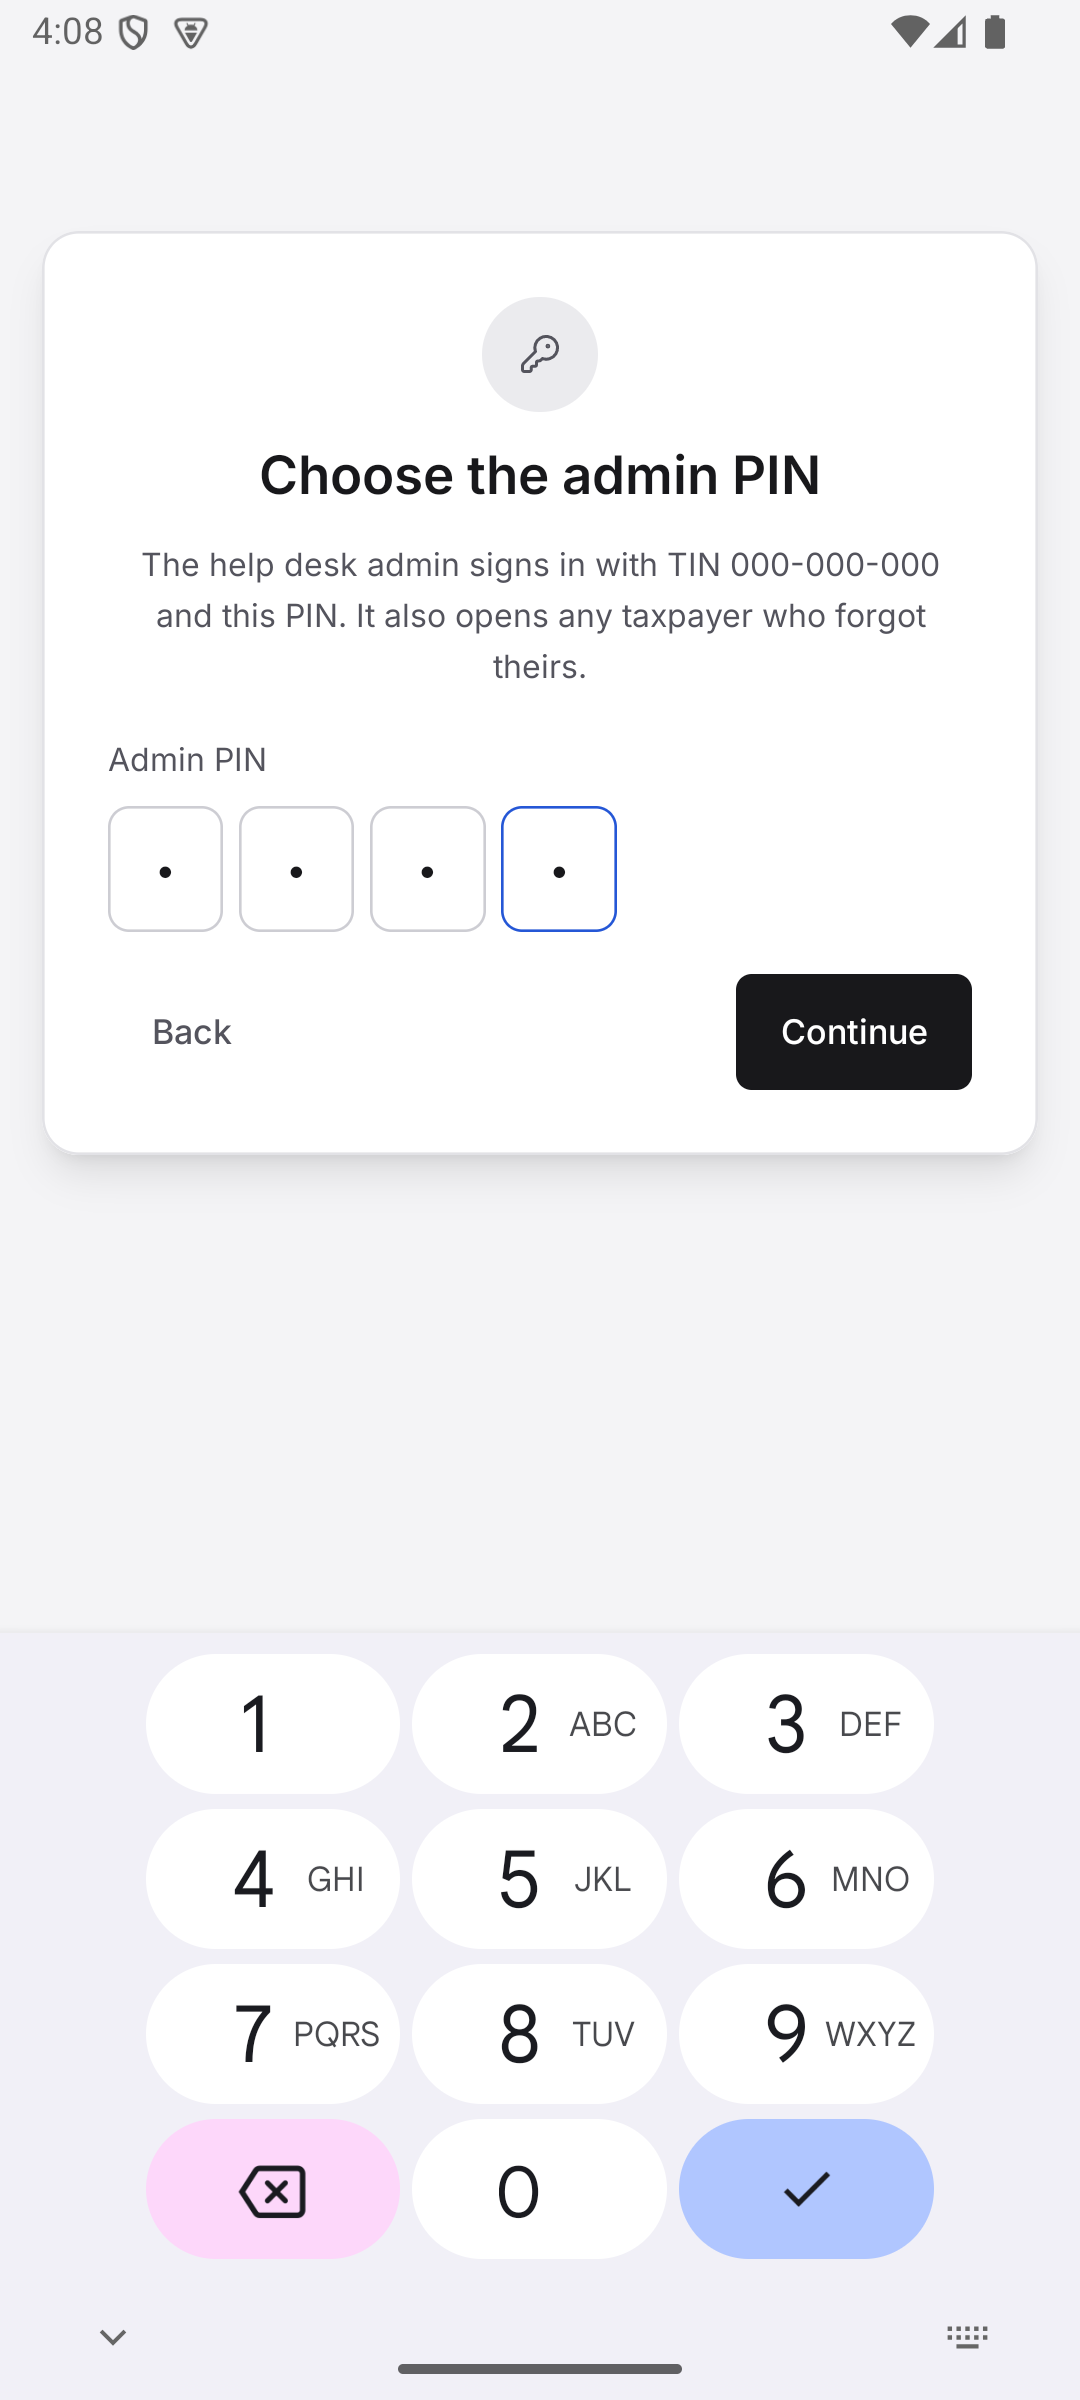 4:08
Choose the admin PIN
The help desk admin signs in with TIN 000-000-000
and this PIN. It also opens any taxpayer who forgot
theirs.
Admin PIN
Back
Continue
1
2 ABC
3 DEF
4 GHI
5 JKL
6 MNO
7 PQRS
8 TUV
9 WXYZ
0